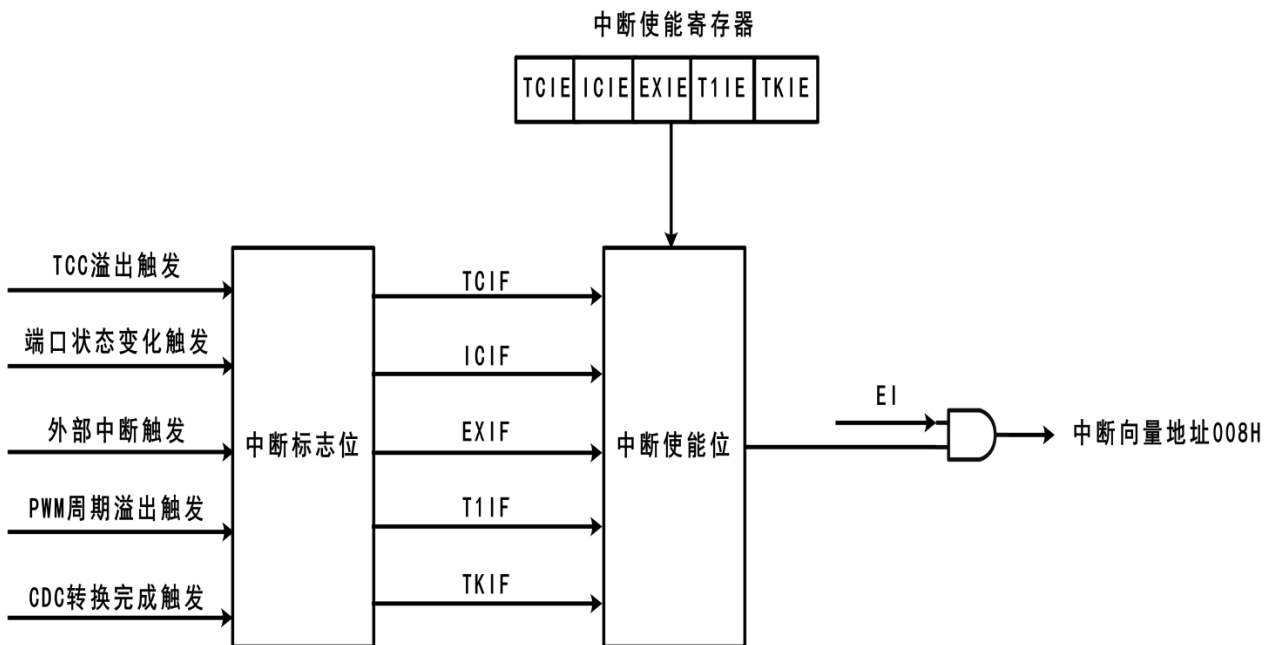 中断使能寄存器
TCIE ICIE EXIE T1IE TKIE
TCC溢出触发
端口状态变化触发
外部中断触发
PWM周期溢出触发
CDC转换完成触发
中断标志位
TCIF
ICIF
EXIF
T1IF
TKIF
中断使能位
EI
中断向量地址008H